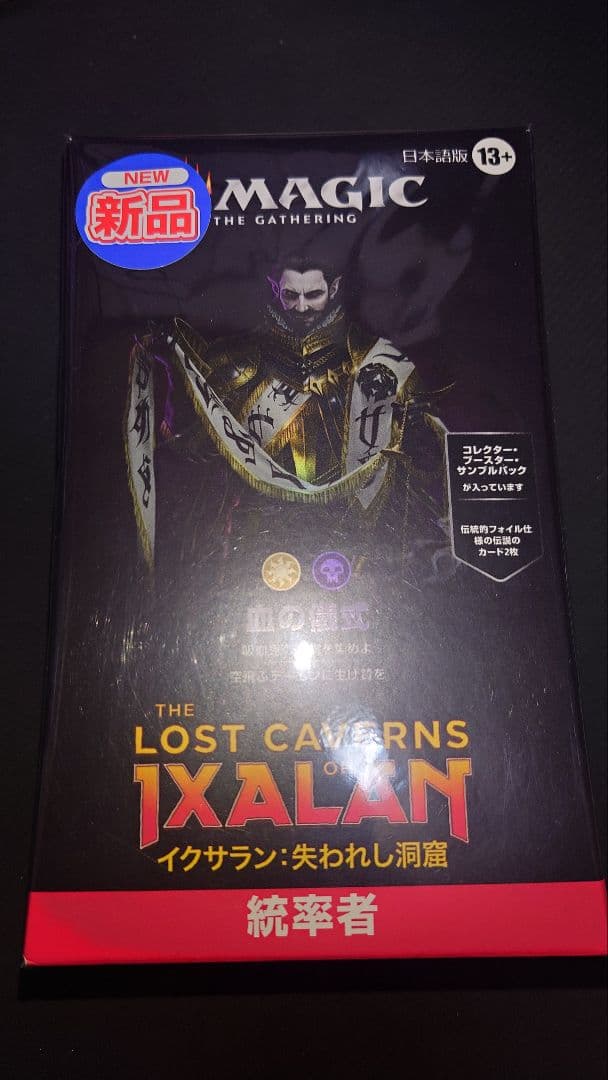 日本語版 13+
NEW
新品
MAGIC
THE GATHERING
コレクター・
ブースター・
サンプルパック
が入っています
伝統的フォイル仕
様の伝説の
カード2枚
血の儀式
THE
LOST CAVERNS
OF
IXALAN
イクサラン:失われし洞窟
統率者